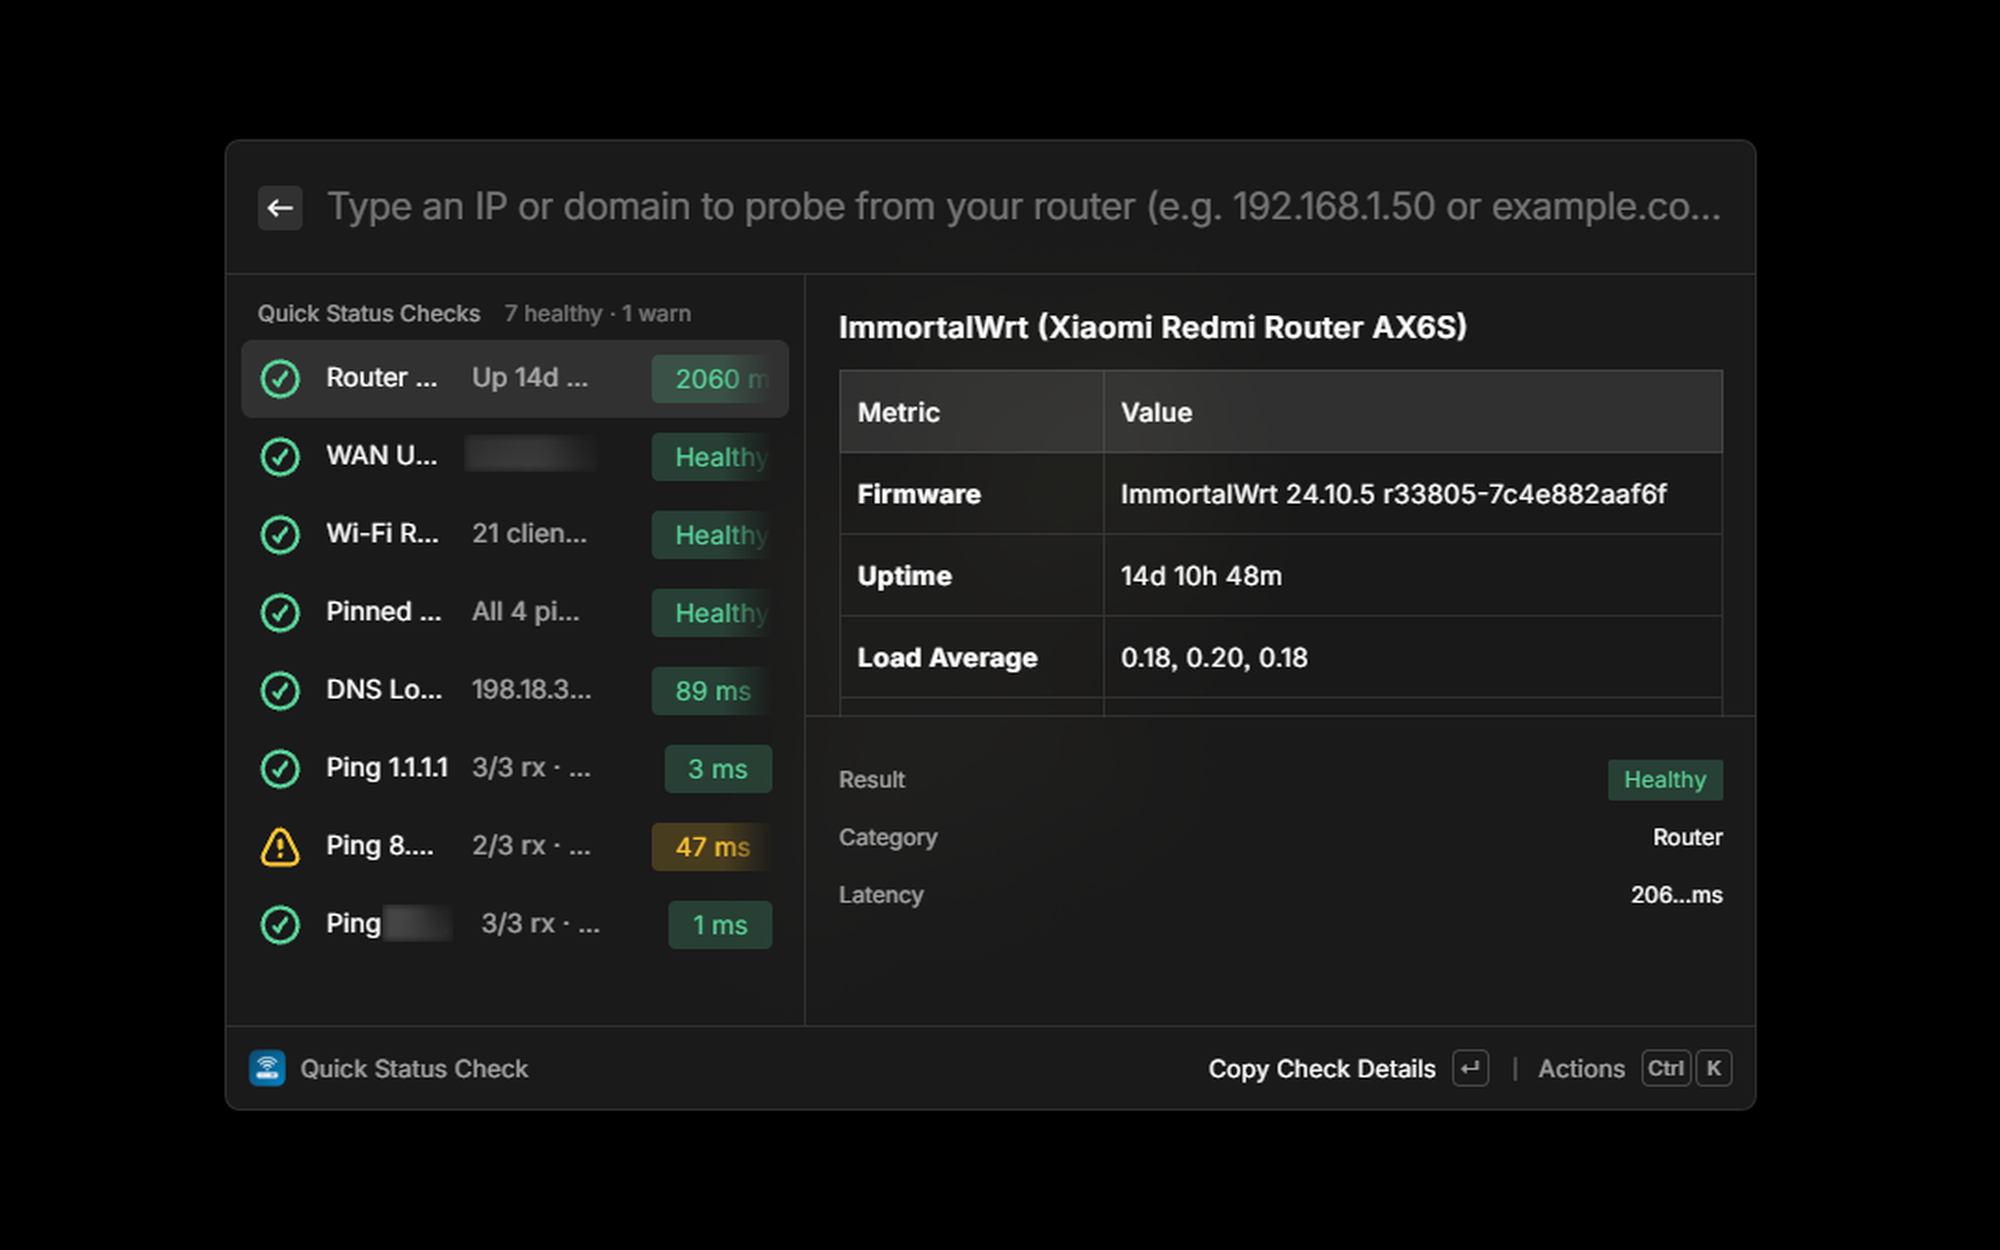 Type an IP or domain to probe from your router (e.g. 192.168.1.50 or example.co...
Quick Status Checks 7 healthy · 1 warn
Router ... Up 14d ... 2060 m
WAN U... Healthy
Wi-Fi R... 21 clien... Healthy
Pinned ... All 4 pi... Healthy
DNS Lo... 198.18.3... 89 ms
Ping 1.1.1.1 3/3 rx · ... 3 ms
Ping 8.... 2/3 rx · ... 47 ms
Ping 3/3 rx · ... 1 ms
ImmortalWrt (Xiaomi Redmi Router AX6S)
Metric Value
Firmware ImmortalWrt 24.10.5 r33805-7c4e882aaf6f
Uptime 14d 10h 48m
Load Average 0.18, 0.20, 0.18
Result Healthy
Category Router
Latency 206...ms
Quick Status Check
Copy Check Details ↵ | Actions Ctrl K